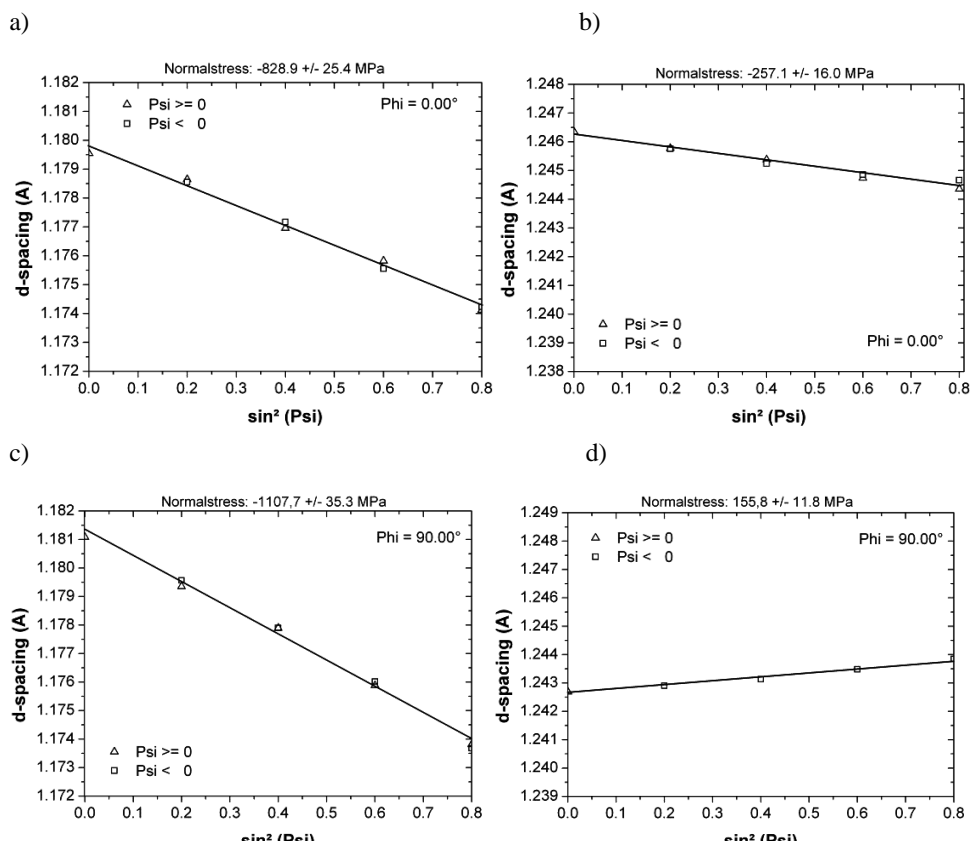 a)
Normalstress: -828.9 +/- 25.4 MPa
1.182
1.181
1.180
1.179
1.178
1.177
1.176
1.175
1.174
1.173
1.172
d-spacing (A)
Psi >= 0
Psi < 0
Phi = 0.00°
0.0 0.1 0.2 0.3 0.4 0.5 0.6 0.7 0.8
sin² (Psi)
b)
Normalstress: -257.1 +/- 16.0 MPa
1.248
1.247
1.246
1.245
1.244
1.243
1.242
1.241
1.240
1.239
1.238
d-spacing (A)
Psi >= 0
Psi < 0
Phi = 0.00°
0.0 0.1 0.2 0.3 0.4 0.5 0.6 0.7 0.8
sin² (Psi)
c)
Normalstress: -1107,7 +/- 35.3 MPa
1.182
1.181
1.180
1.179
1.178
1.177
1.176
1.175
1.174
1.173
1.172
d-spacing (A)
Phi = 90.00°
Psi >= 0
Psi < 0
0.0 0.1 0.2 0.3 0.4 0.5 0.6 0.7 0.8
sin² (Psi)
d)
Normalstress: 155,8 +/- 11.8 MPa
1.249
1.248
1.247
1.246
1.245
1.244
1.243
1.242
1.241
1.240
1.239
d-spacing (A)
Psi >= 0
Psi < 0
Phi = 90.00°
0.0 0.1 0.2 0.3 0.4 0.5 0.6 0.7 0.8
sin² (Psi)